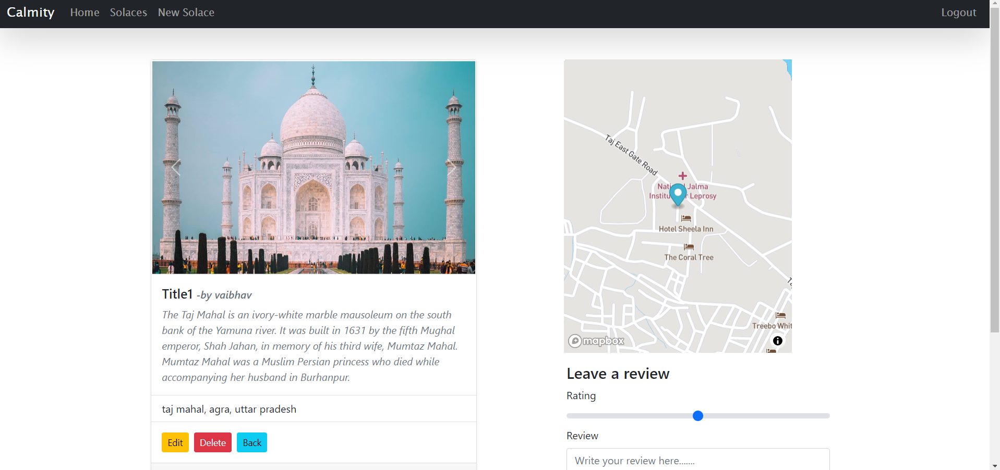 Calmity Home Solaces New Solace Logout
Title1 -by vaibhav
The Taj Mahal is an ivory-white marble mausoleum on the south
bank of the Yamuna river. It was built in 1631 by the fifth Mughal
emperor, Shah Jahan, in memory of his third wife, Mumtaz Mahal.
Mumtaz Mahal was a Muslim Persian princess who died while
accompanying her husband in Burhanpur.
taj mahal, agra, uttar pradesh
Edit Delete Back
Taj East Gate Road
Jalma
Leprosy
Hotel Sheela Inn
The Coral Tree
Treebo Whit
mapbox
Leave a review
Rating
Review
Write your review here.......